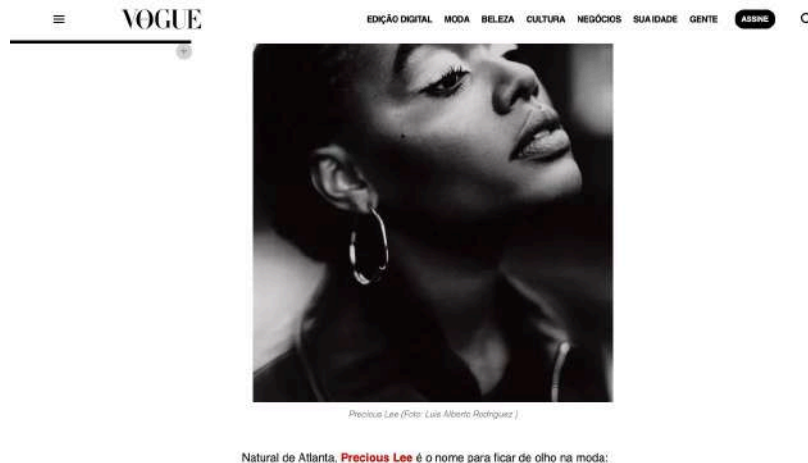 VOGUE
EDIÇÃO DIGITAL MODA BELEZA CULTURA NEGÓCIOS SUA IDADE GENTE ASSINE
Precious Lee (Foto: Luis Alberto Rodriguez )
Natural de Atlanta, Precious Lee é o nome para ficar de olho na moda: